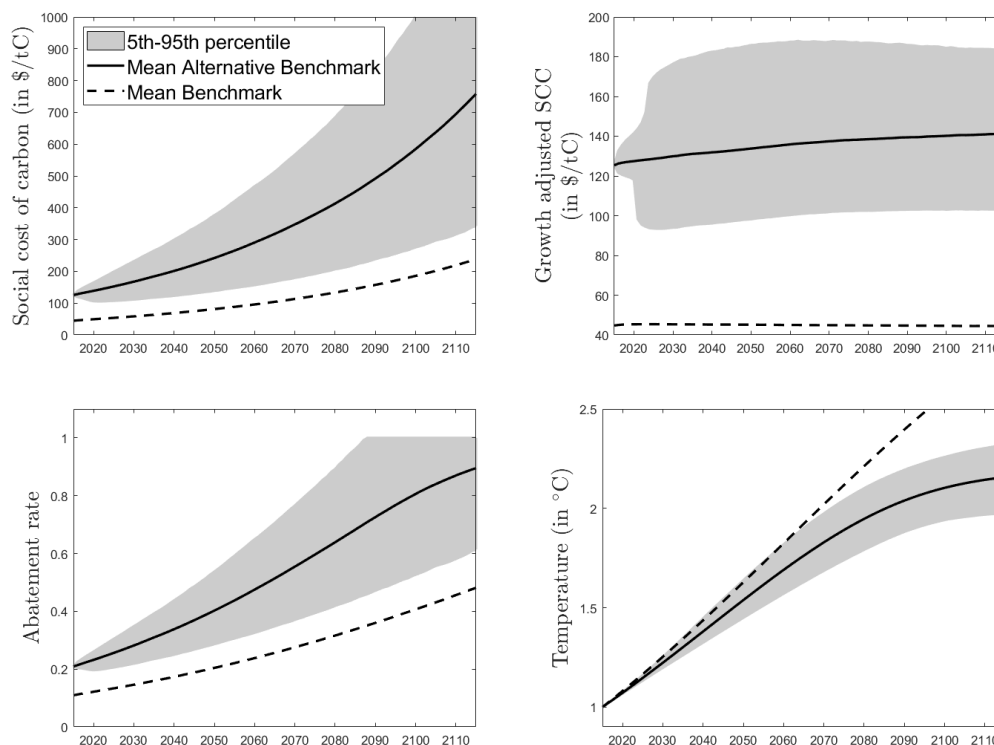 Social cost of carbon (in $/tC)
1000
900
800
700
600
500
400
300
200
100
0
5th-95th percentile
Mean Alternative Benchmark
Mean Benchmark
2020 2030 2040 2050 2060 2070 2080 2090 2100 2110
Growth adjusted SCC
(in $/tC)
200
180
160
140
120
100
80
60
40
2020 2030 2040 2050 2060 2070 2080 2090 2100 2110
Abatement rate
1
0.8
0.6
0.4
0.2
0
2020 2030 2040 2050 2060 2070 2080 2090 2100 2110
Temperature (in °C)
2.5
2
1.5
1
2020 2030 2040 2050 2060 2070 2080 2090 2100 2110